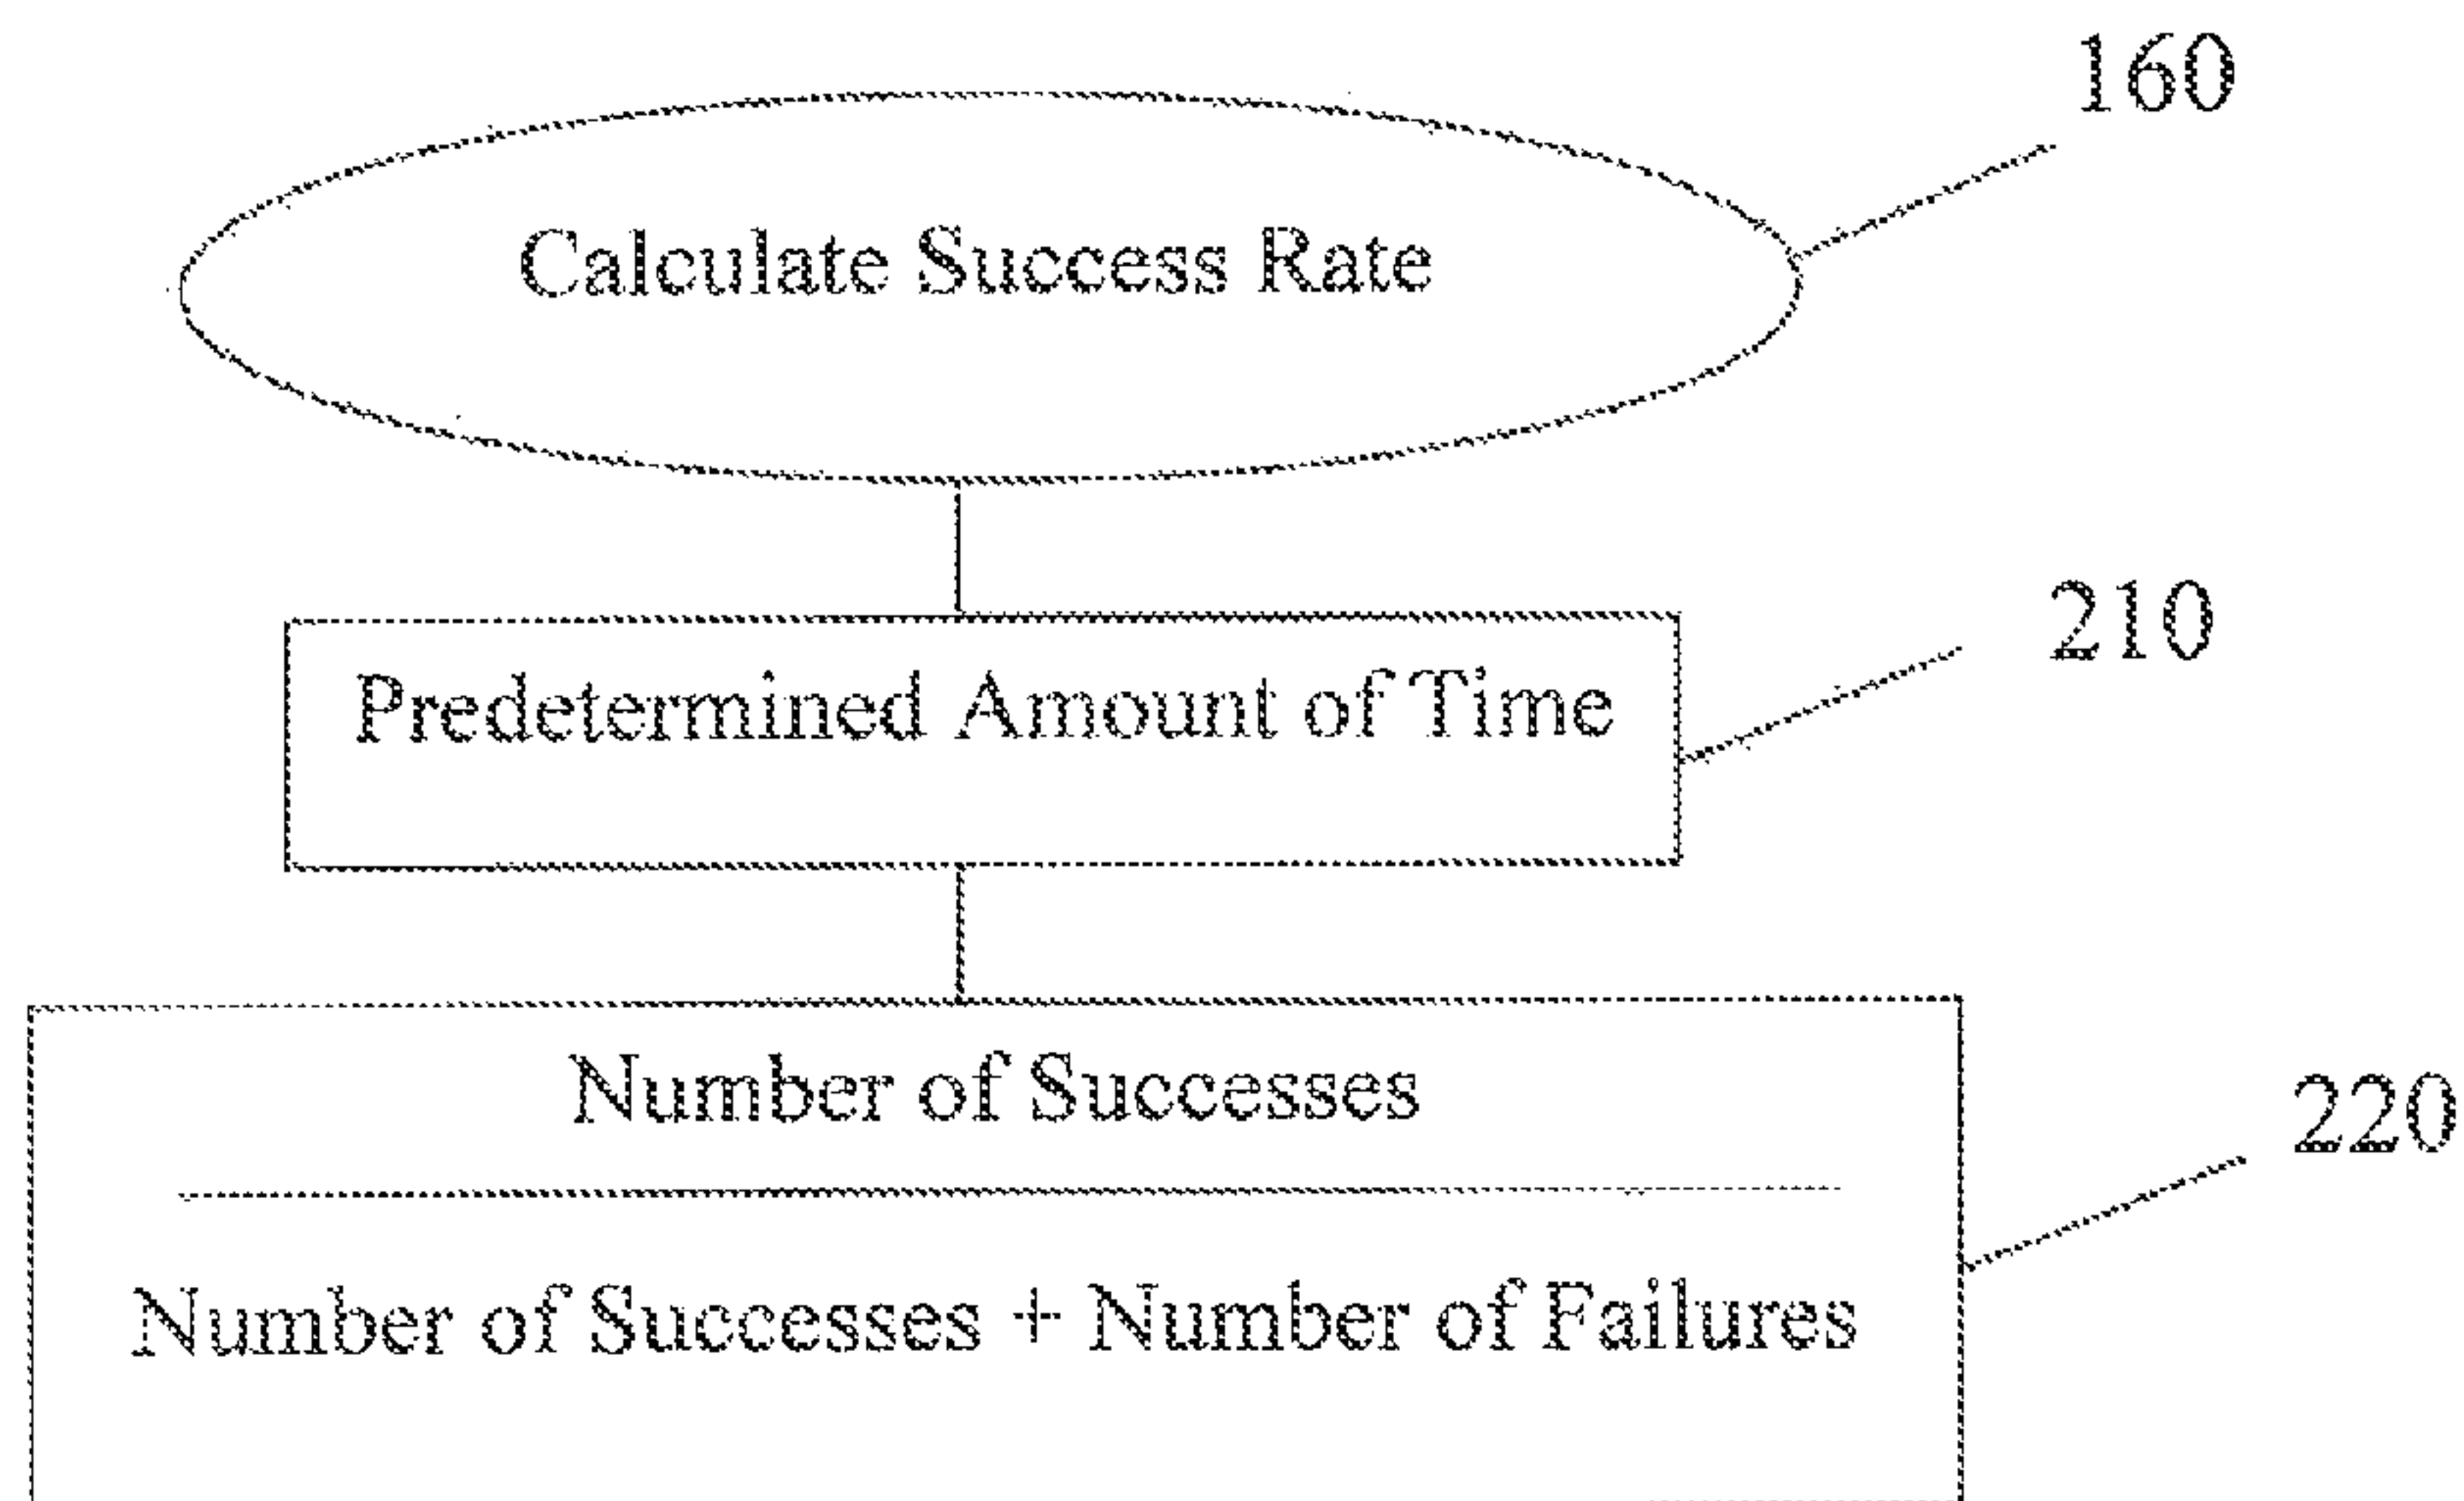 160
Calculate Success Rate
210
Predetermined Amount of Time
Number of Successes
220
Number of Successes + Number of Failures